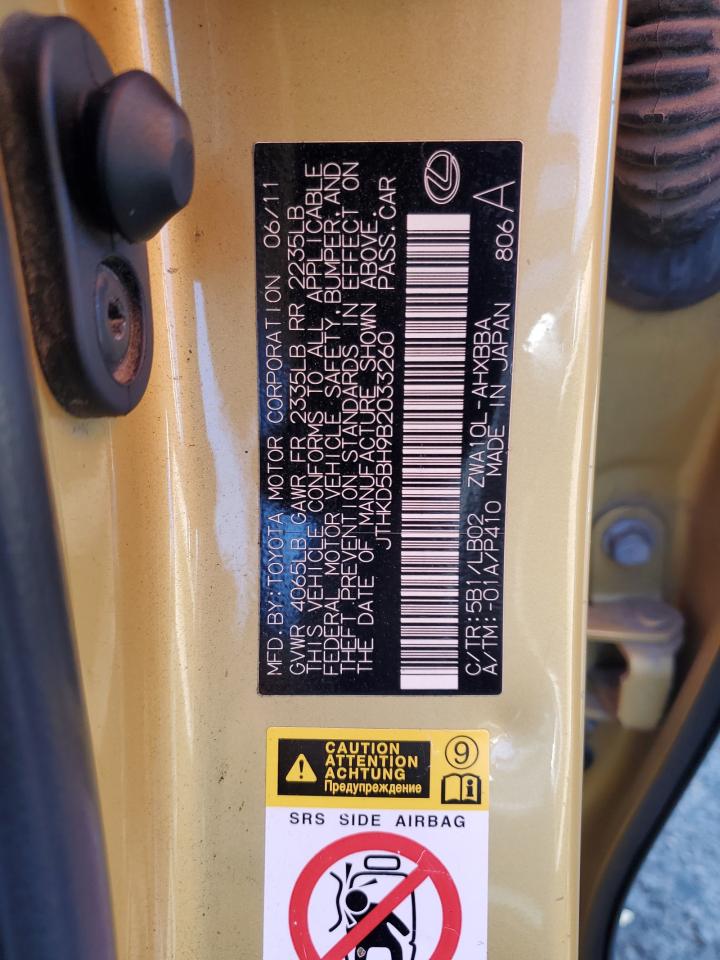 MFD.BY:TOYOTA MOTOR CORPORATION 06/11
GVWR 4065LB GAWR FR 2335LB RR 2235LB
THIS VEHICLE CONFORMS TO ALL APPLICABLE
FEDERAL MOTOR VEHICLE SAFETY,BUMPER,AND
THEFT PREVENTION STANDARDS IN EFFECT ON
THE DATE OF MANUFACTURE SHOWN ABOVE.
JTHKD5BH9B2033260 PASS.CAR
C/TR:5B1/LB02 ZWA10L-AHXBBA 806
A/TM:-01A/P410 MADE IN JAPAN A
CAUTION
ATTENTION
ACHTUNG
Предупреждение
9
i
SRS SIDE AIRBAG